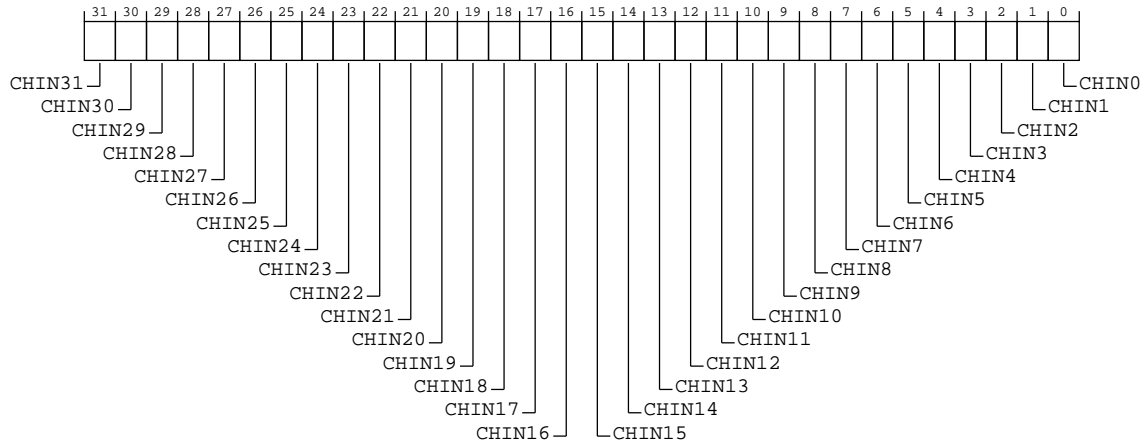 31 30 29 28 27 26 25 24 23 22 21 20 19 18 17 16 15 14 13 12 11 10 9 8 7 6 5 4 3 2 1 0
CHIN31 CHIN0
CHIN30 CHIN1
CHIN29 CHIN2
CHIN28 CHIN3
CHIN27 CHIN4
CHIN26 CHIN5
CHIN25 CHIN6
CHIN24 CHIN7
CHIN23 CHIN8
CHIN22 CHIN9
CHIN21 CHIN10
CHIN20 CHIN11
CHIN19 CHIN12
CHIN18 CHIN13
CHIN17 CHIN14
CHIN16 CHIN15